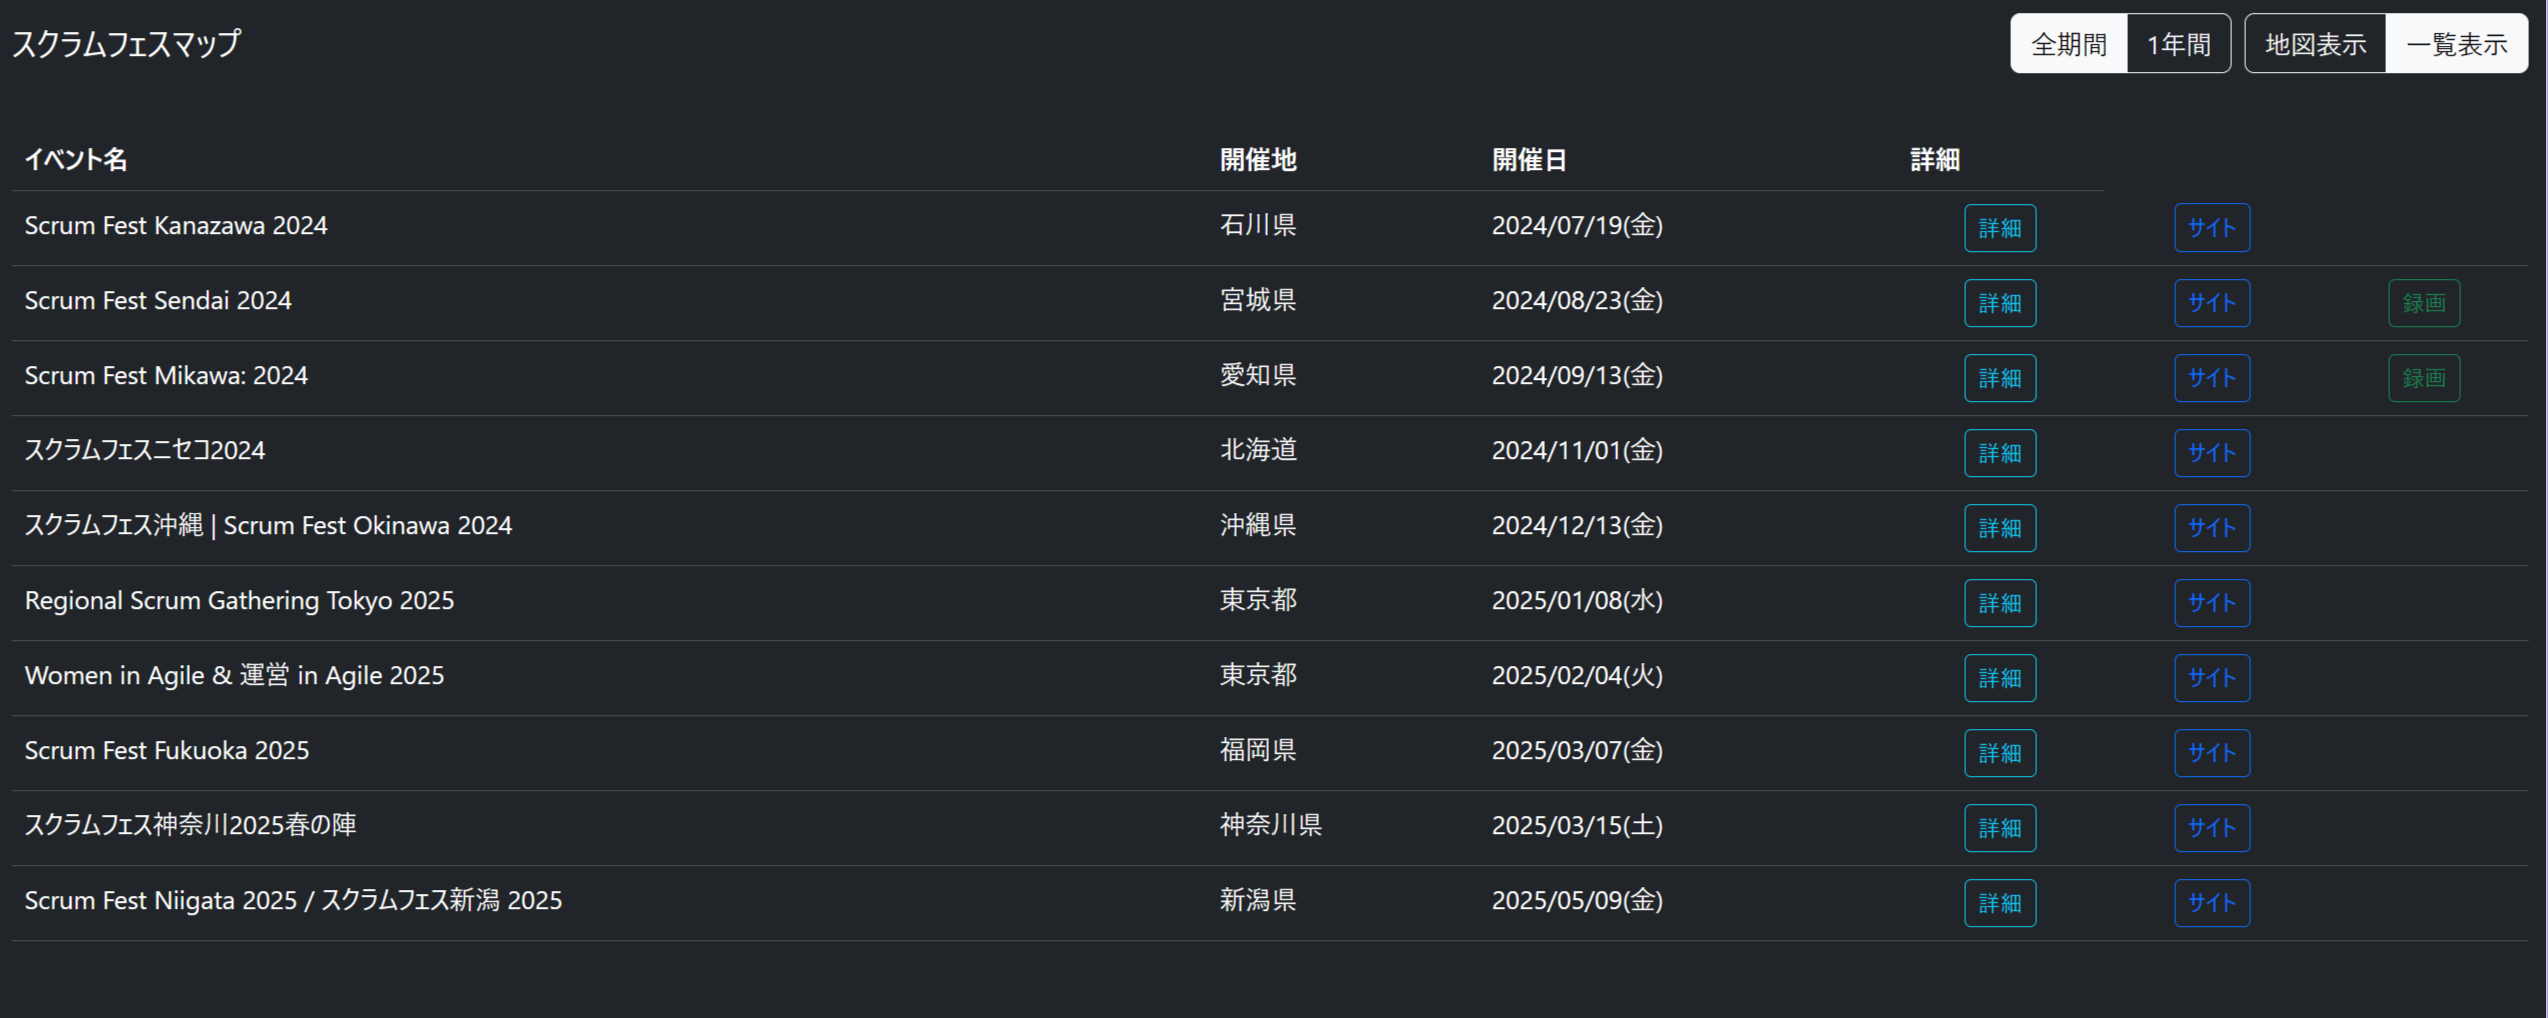 スクラムフェスマップ
全期間 1年間 地図表示 一覧表示
イベント名 開催地 開催日 詳細
Scrum Fest Kanazawa 2024 石川県 2024/07/19(金) 詳細 サイト
Scrum Fest Sendai 2024 宮城県 2024/08/23(金) 詳細 サイト 録画
Scrum Fest Mikawa: 2024 愛知県 2024/09/13(金) 詳細 サイト 録画
スクラムフェスニセコ2024 北海道 2024/11/01(金) 詳細 サイト
スクラムフェス沖縄 | Scrum Fest Okinawa 2024 沖縄県 2024/12/13(金) 詳細 サイト
Regional Scrum Gathering Tokyo 2025 東京都 2025/01/08(水) 詳細 サイト
Women in Agile & 運営 in Agile 2025 東京都 2025/02/04(火) 詳細 サイト
Scrum Fest Fukuoka 2025 福岡県 2025/03/07(金) 詳細 サイト
スクラムフェス神奈川2025春の陣 神奈川県 2025/03/15(土) 詳細 サイト
Scrum Fest Niigata 2025 / スクラムフェス新潟 2025 新潟県 2025/05/09(金) 詳細 サイト